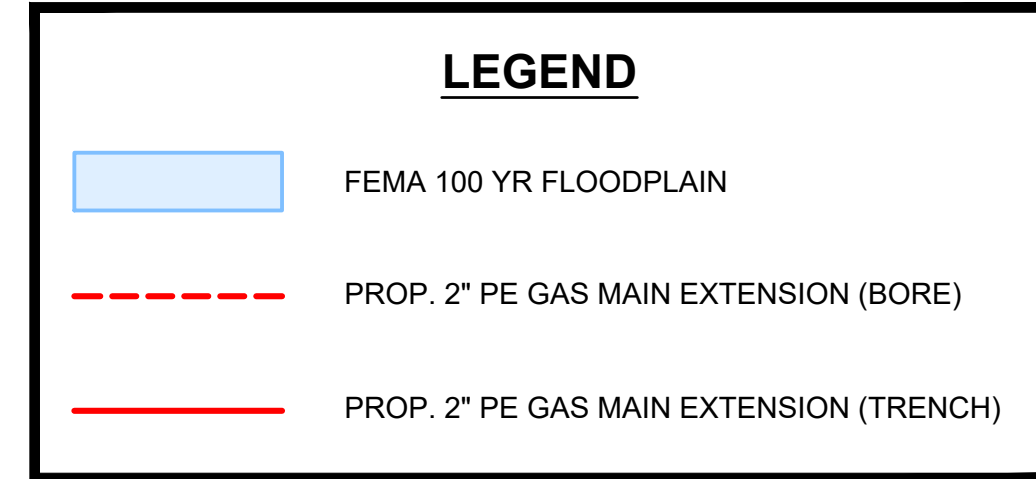 LEGEND
FEMA 100 YR FLOODPLAIN
PROP. 2" PE GAS MAIN EXTENSION (BORE)
PROP. 2" PE GAS MAIN EXTENSION (TRENCH)